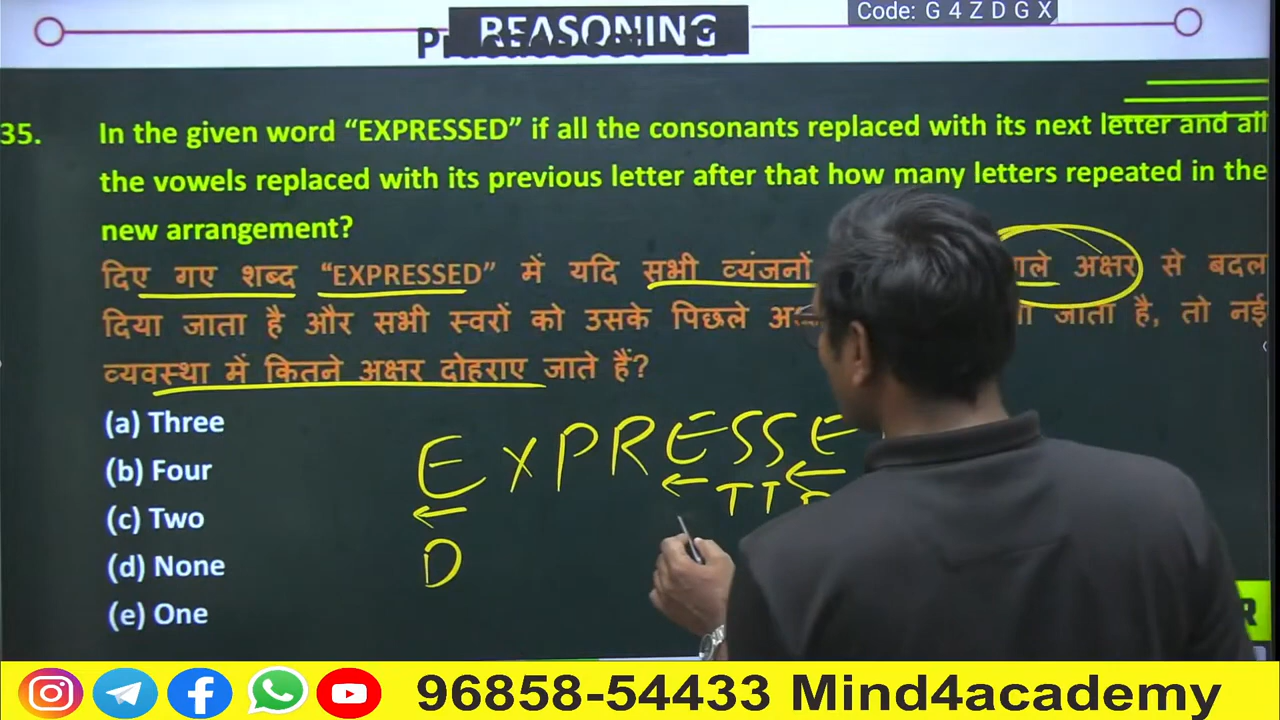 Code: G 4 Z D G X
REASONING
35. In the given word “EXPRESSED” if all the consonants replaced with its next letter and all
the vowels replaced with its previous letter after that how many letters repeated in the
new arrangement?
दिए गए शब्द “EXPRESSED” में यदि सभी व्यंजनों अक्षर से बदल
दिया जाता है और सभी स्वरों को उसके पिछले जाता है, तो नई
व्यवस्था में कितने अक्षर दोहराए जाते हैं?
(a) Three
(b) Four
(c) Two
(d) None
(e) One
EXPRESSE
T T
D
96858-54433 Mind4academy